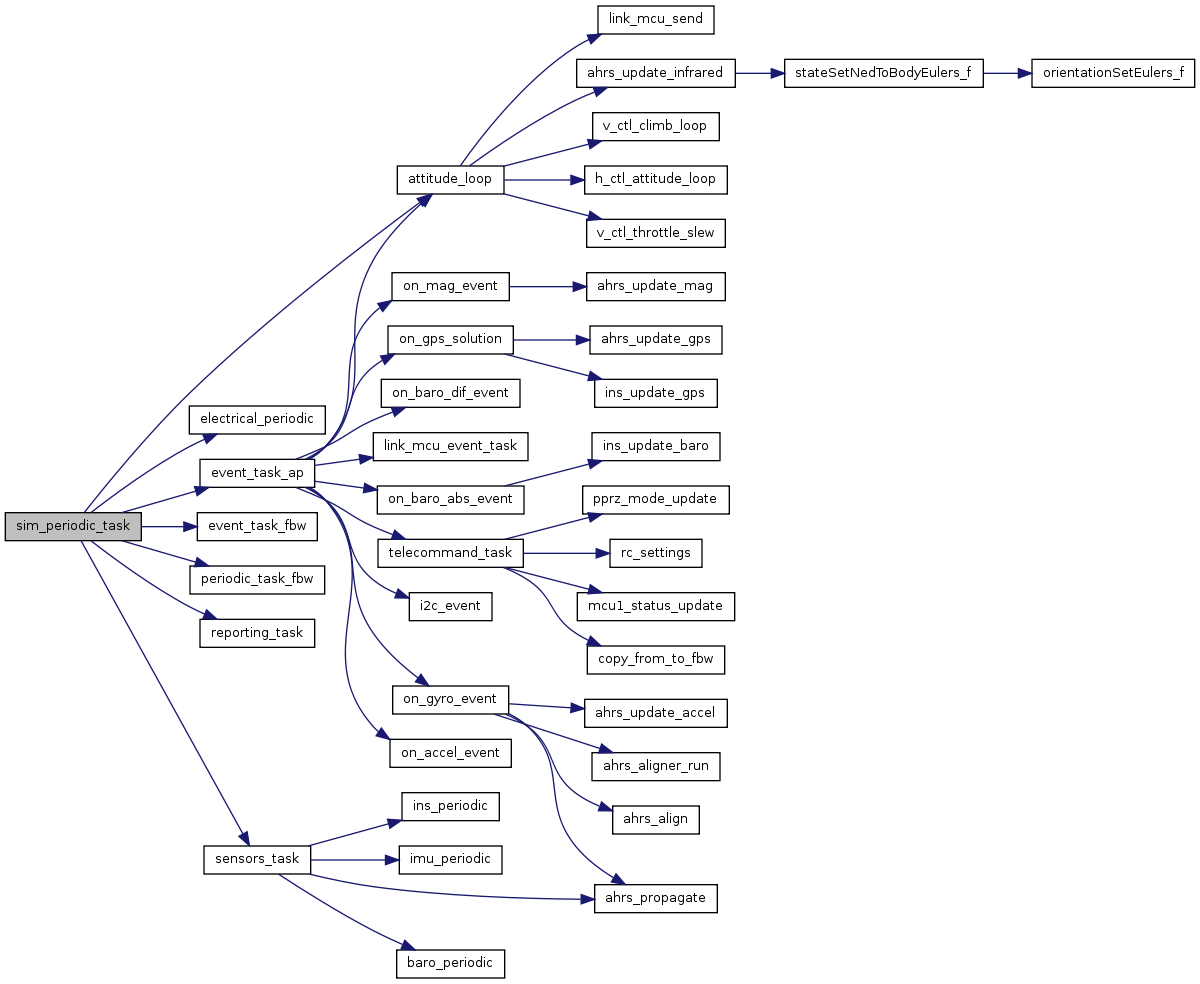 link_mcu_send
ahrs_update_infrared
stateSetNedToBodyEulers_f
orientationSetEulers_f
v_ctl_climb_loop
attitude_loop
h_ctl_attitude_loop
v_ctl_throttle_slew
on_mag_event
ahrs_update_mag
on_gps_solution
ahrs_update_gps
on_baro_dif_event
ins_update_gps
electrical_periodic
link_mcu_event_task
ins_update_baro
event_task_ap
on_baro_abs_event
pprz_mode_update
sim_periodic_task
event_task_fbw
telecommand_task
rc_settings
periodic_task_fbw
i2c_event
mcu1_status_update
reporting_task
copy_from_to_fbw
on_gyro_event
ahrs_update_accel
on_accel_event
ahrs_aligner_run
ins_periodic
ahrs_align
sensors_task
imu_periodic
ahrs_propagate
baro_periodic